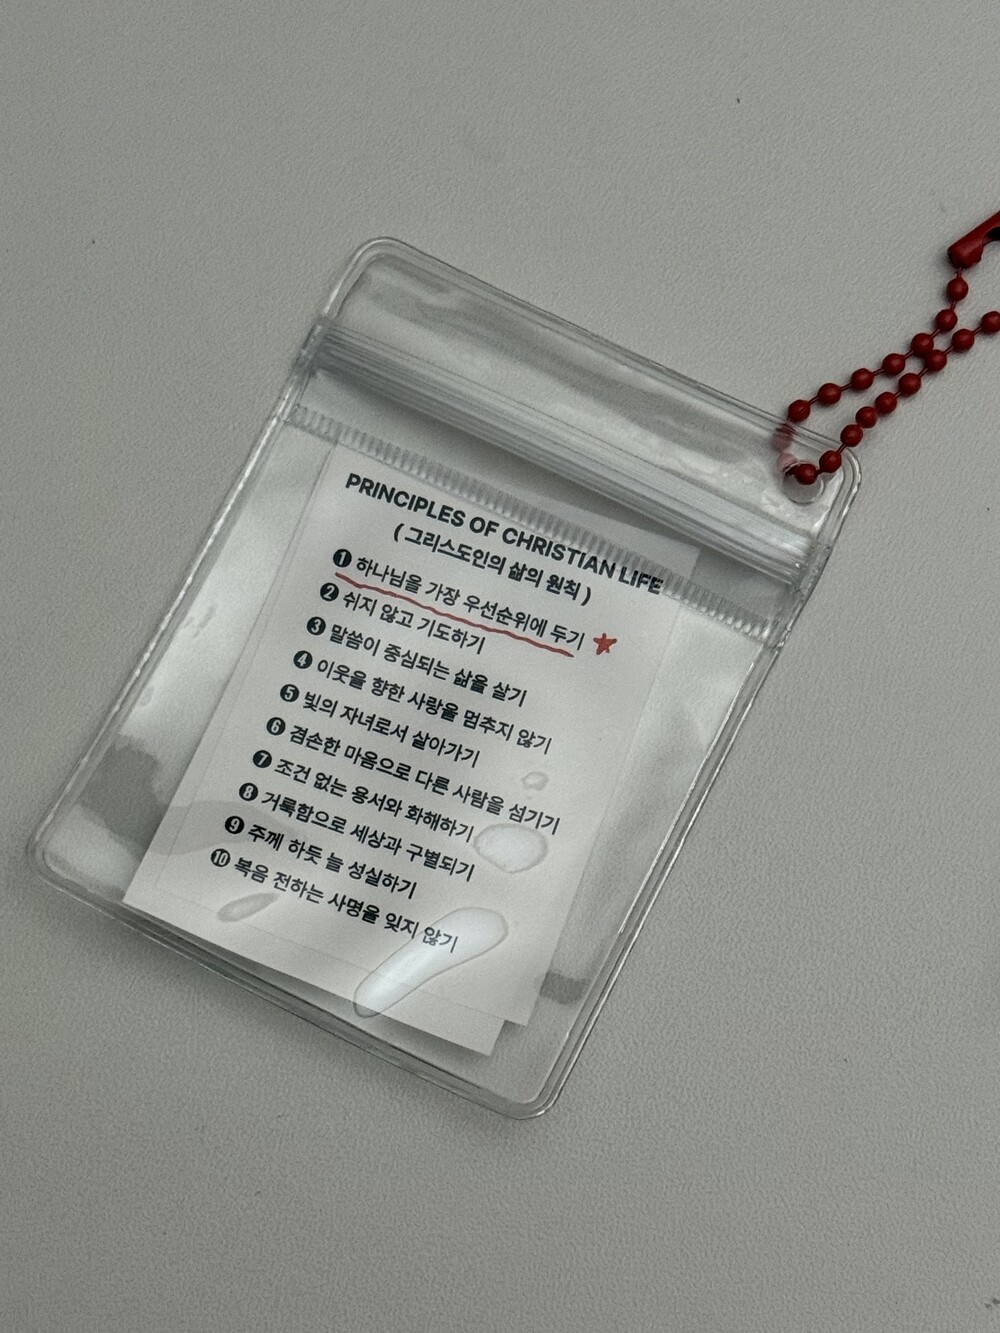 PRINCIPLES OF CHRISTIAN LIFE
( 그리스도인의 삶의 원칙 )
❶ 하나님을 가장 우선순위에 두기
❷ 쉬지 않고 기도하기
❸ 말씀이 중심되는 삶을 살기
❹ 이웃을 향한 사랑을 멈추지 않기
❺ 빛의 자녀로서 살아가기
❻ 겸손한 마음으로 다른 사람을 섬기기
❼ 조건 없는 용서와 화해하기
❽ 거룩함으로 세상과 구별되기
❾ 주께 하듯 늘 성실하기
❿ 복음 전하는 사명을 잊지 않기